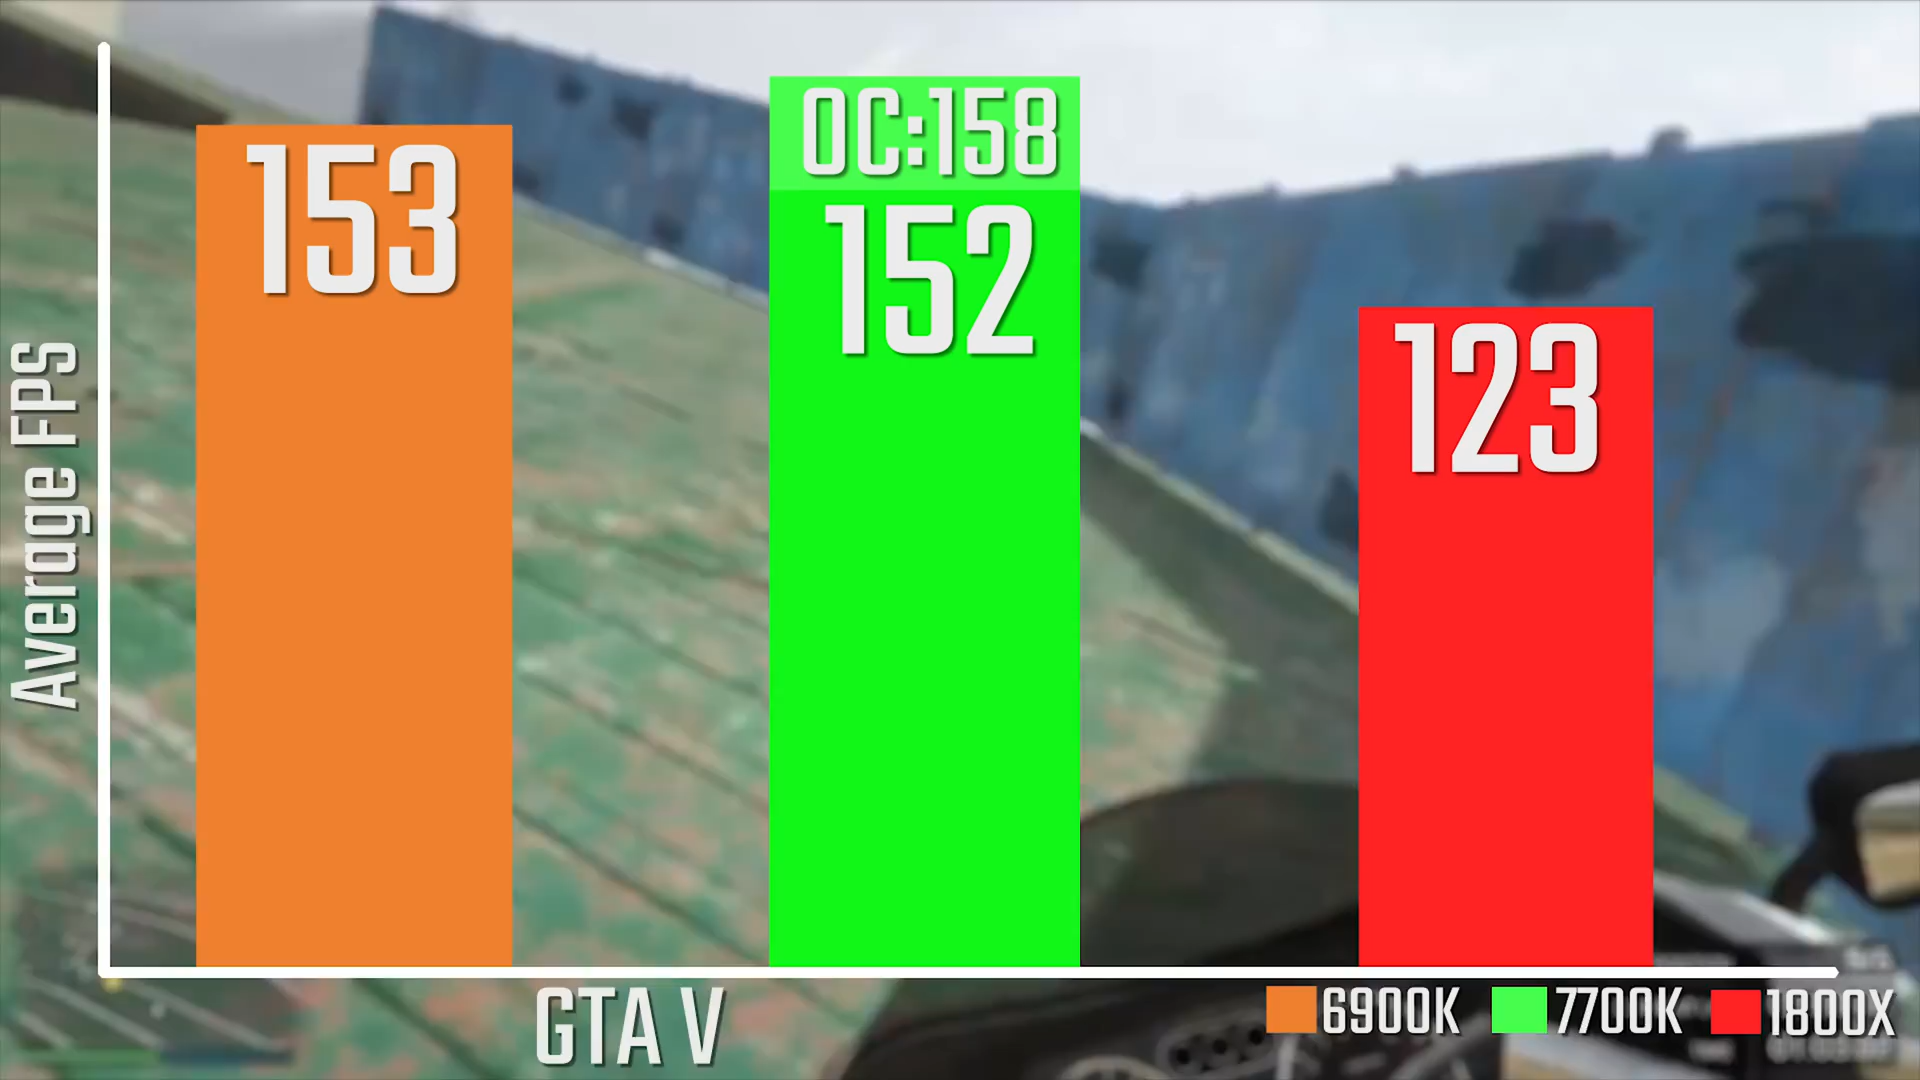 Average FPS
153
OC:158
152
123
GTA V
6900K
7700K
1800X